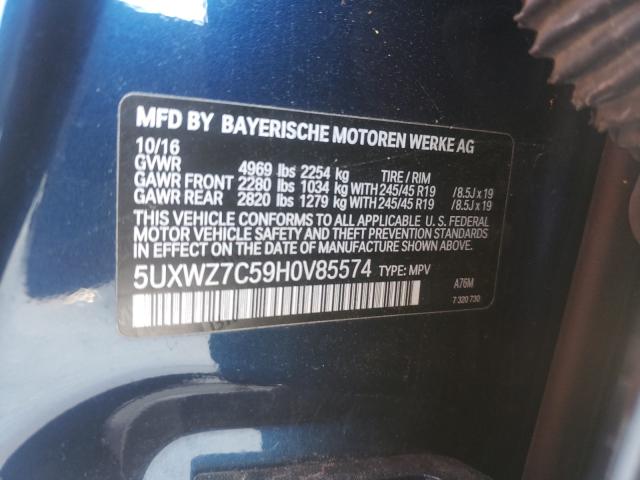 MFD BY BAYERISCHE MOTOREN WERKE AG
10/16
GVWR 4969 lbs 2254 kg TIRE / RIM
GAWR FRONT 2280 lbs 1034 kg WITH 245/45 R19 /8.5J x 19
GAWR REAR 2820 lbs 1279 kg WITH 245/45 R19 /8.5J x 19
THIS VEHICLE CONFORMS TO ALL APPLICABLE U.S. FEDERAL
MOTOR VEHICLE SAFETY AND THEFT PREVENTION STANDARDS
IN EFFECT ON THE DATE OF MANUFACTURE SHOWN ABOVE.
5UXWZ7C59H0V85574 TYPE: MPV
A76M
7 320 730